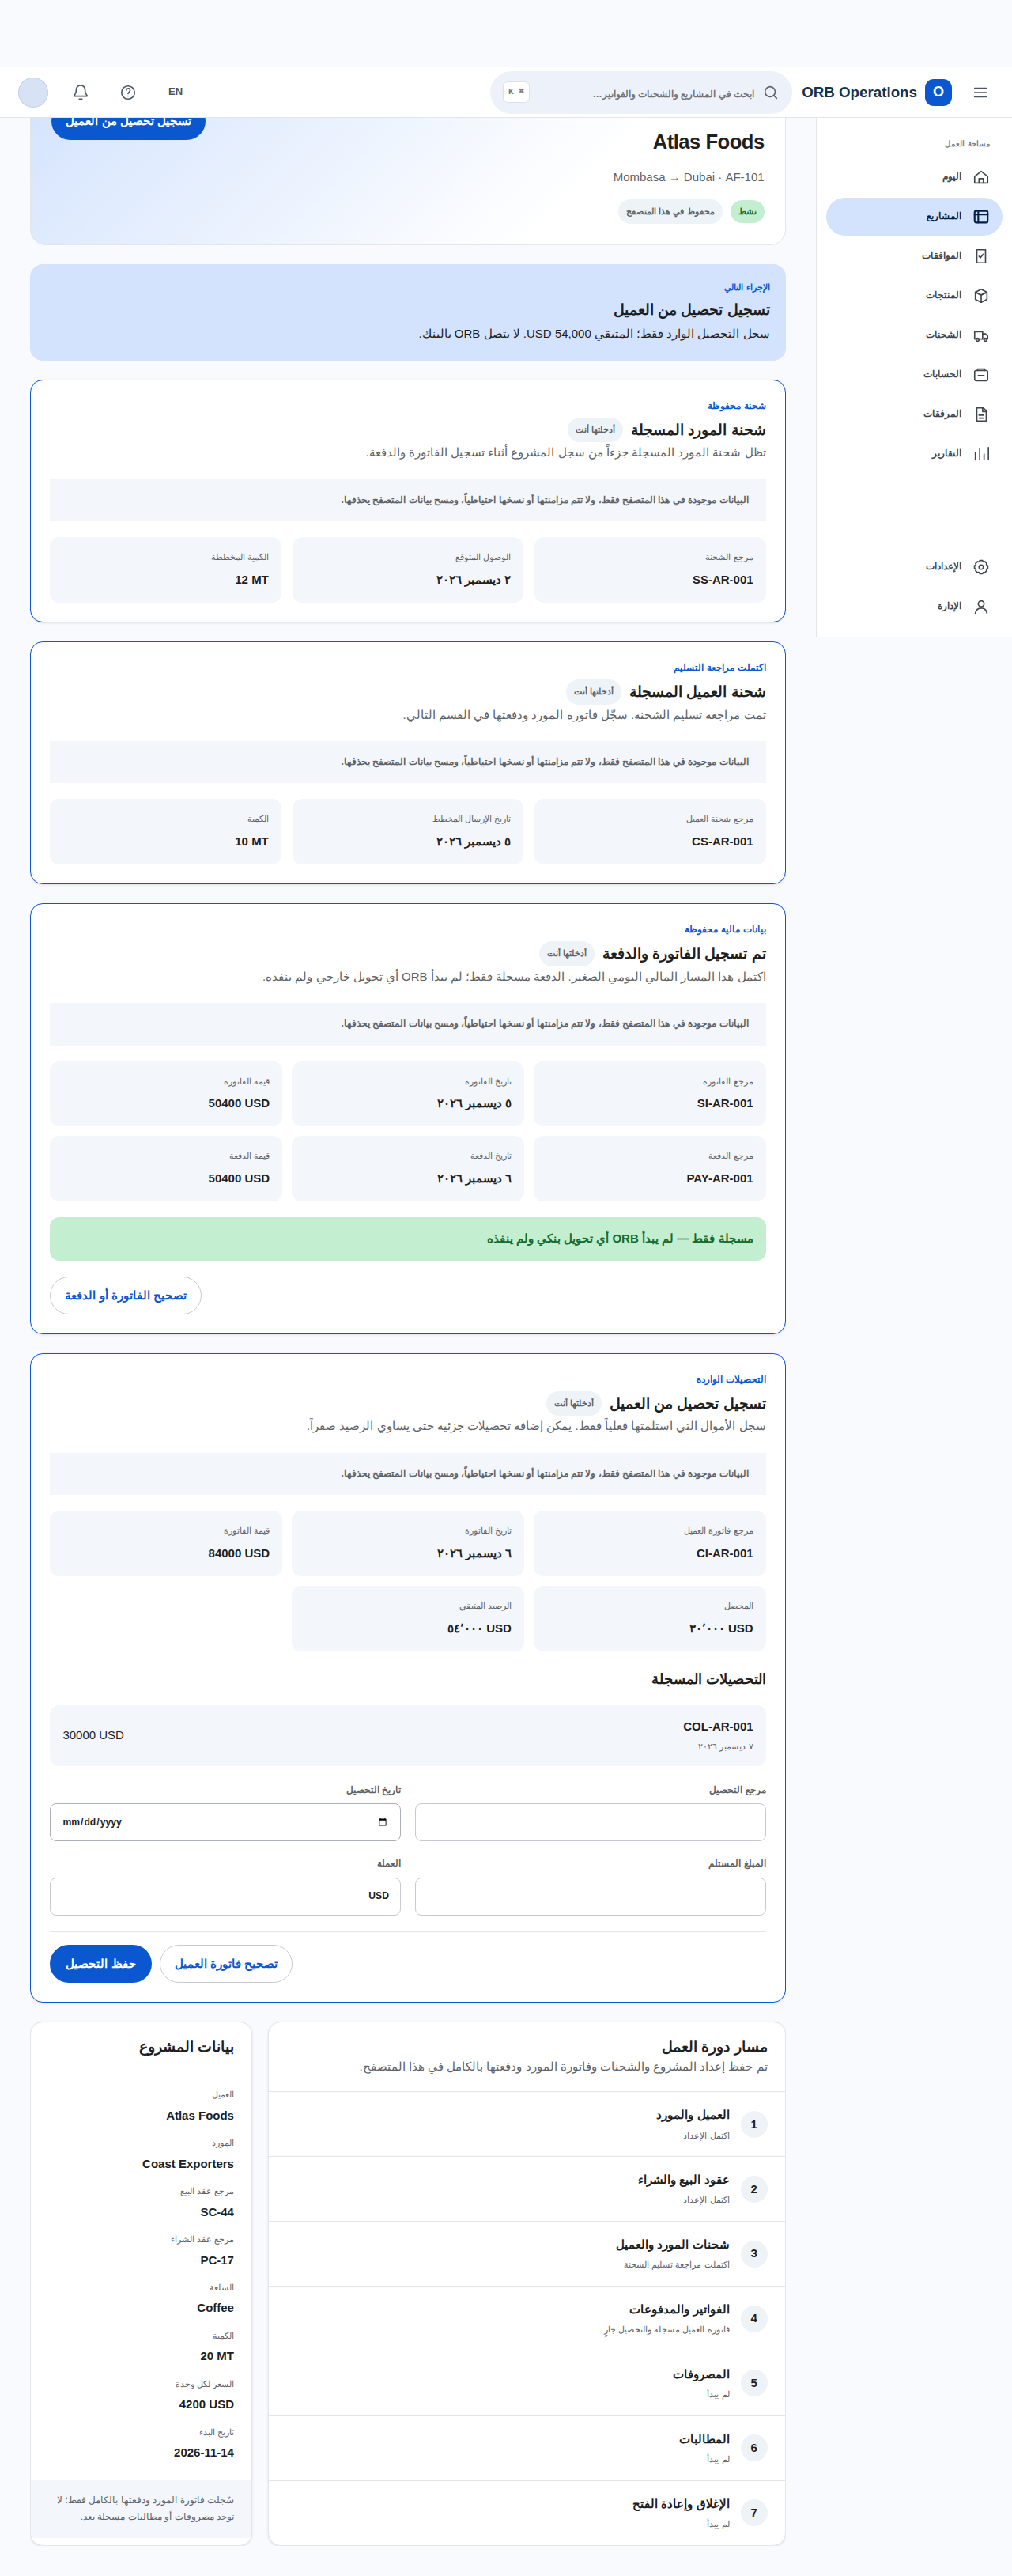 ORB Operations
O
ابحث في المشاريع والشحنات والفواتير...
⌘ K
EN
مساحة العمل
اليوم
المشاريع
الموافقات
المنتجات
الشحنات
الحسابات
المرفقات
التقارير
الإعدادات
الإدارة
تسجيل تحصيل من العميل
Atlas Foods
Mombasa → Dubai · AF-101
نشط
محفوظ في هذا المتصفح
الإجراء التالي
تسجيل تحصيل من العميل
سجل التحصيل الوارد فقط؛ المتبقي USD 54,000. لا يتصل ORB بالبنك.
شحنة محفوظة
شحنة المورد المسجلة
أدخلتها أنت
تظل شحنة المورد المسجلة جزءاً من سجل المشروع أثناء تسجيل الفاتورة والدفعة.
البيانات موجودة في هذا المتصفح فقط، ولا تتم مزامنتها أو نسخها احتياطياً، ومسح بيانات المتصفح يحذفها.
مرجع الشحنة
SS-AR-001
الوصول المتوقع
٢ ديسمبر ٢٠٢٦
الكمية المخططة
12 MT
اكتملت مراجعة التسليم
شحنة العميل المسجلة
أدخلتها أنت
تمت مراجعة تسليم الشحنة. سجّل فاتورة المورد ودفعتها في القسم التالي.
البيانات موجودة في هذا المتصفح فقط، ولا تتم مزامنتها أو نسخها احتياطياً، ومسح بيانات المتصفح يحذفها.
مرجع شحنة العميل
CS-AR-001
تاريخ الإرسال المخطط
٥ ديسمبر ٢٠٢٦
الكمية
10 MT
بيانات مالية محفوظة
تم تسجيل الفاتورة والدفعة
أدخلتها أنت
اكتمل هذا المسار المالي اليومي الصغير. الدفعة مسجلة فقط؛ لم يبدأ ORB أي تحويل خارجي ولم ينفذه.
البيانات موجودة في هذا المتصفح فقط، ولا تتم مزامنتها أو نسخها احتياطياً، ومسح بيانات المتصفح يحذفها.
مرجع الفاتورة
SI-AR-001
تاريخ الفاتورة
٥ ديسمبر ٢٠٢٦
قيمة الفاتورة
50400 USD
مرجع الدفعة
PAY-AR-001
تاريخ الدفعة
٦ ديسمبر ٢٠٢٦
قيمة الدفعة
50400 USD
مسجلة فقط — لم يبدأ ORB أي تحويل بنكي ولم ينفذه
تصحيح الفاتورة أو الدفعة
التحصيلات الواردة
تسجيل تحصيل من العميل
أدخلتها أنت
سجل الأموال التي استلمتها فعلياً فقط. يمكن إضافة تحصيلات جزئية حتى يساوي الرصيد صفراً.
البيانات موجودة في هذا المتصفح فقط، ولا تتم مزامنتها أو نسخها احتياطياً، ومسح بيانات المتصفح يحذفها.
مرجع فاتورة العميل
CI-AR-001
تاريخ الفاتورة
٦ ديسمبر ٢٠٢٦
قيمة الفاتورة
84000 USD
المحصل
٣٠٬٠٠٠ USD
الرصيد المتبقي
٥٤٬٠٠٠ USD
التحصيلات المسجلة
COL-AR-001
٧ ديسمبر ٢٠٢٦
30000 USD
مرجع التحصيل
تاريخ التحصيل
mm/dd/yyyy
المبلغ المستلم
العملة
USD
تصحيح فاتورة العميل
حفظ التحصيل
مسار دورة العمل
تم حفظ إعداد المشروع والشحنات وفاتورة المورد ودفعتها بالكامل في هذا المتصفح.
1
العميل والمورد
اكتمل الإعداد
2
عقود البيع والشراء
اكتمل الإعداد
3
شحنات المورد والعميل
اكتملت مراجعة تسليم الشحنة
4
الفواتير والمدفوعات
فاتورة العميل مسجلة والتحصيل جارٍ
5
المصروفات
لم يبدأ
6
المطالبات
لم يبدأ
7
الإغلاق وإعادة الفتح
لم يبدأ
بيانات المشروع
العميل
Atlas Foods
المورد
Coast Exporters
مرجع عقد البيع
SC-44
مرجع عقد الشراء
PC-17
السلعة
Coffee
الكمية
20 MT
السعر لكل وحدة
4200 USD
تاريخ البدء
2026-11-14
سُجلت فاتورة المورد ودفعتها بالكامل فقط؛ لا
توجد مصروفات أو مطالبات مسجلة بعد.